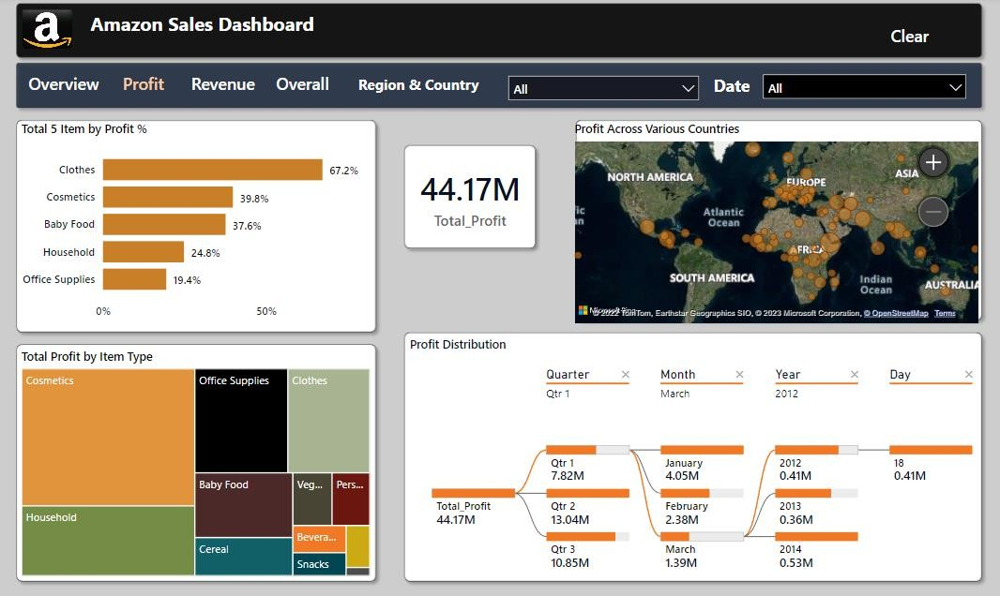 a
Amazon Sales Dashboard
Clear
Overview
Profit
Revenue
Overall
Region & Country
All
Date
All
Total 5 Item by Profit %
Clothes
67.2%
Cosmetics
39.8%
Baby Food
37.6%
Household
24.8%
Office Supplies
19.4%
0%
50%
44.17M
Total_Profit
Profit Across Various Countries
NORTH AMERICA
EUROPE
ASIA
Atlantic
Ocean
AFRICA
SOUTH AMERICA
Indian
Ocean
AUSTRALIA
Microsoft Bing
© 2022 TomTom, Earthstar Geographics SIO, © 2023 Microsoft Corporation, © OpenStreetMap Terms
Total Profit by Item Type
Cosmetics
Office Supplies
Clothes
Household
Baby Food
Veg...
Pers...
Cereal
Bevera...
Snacks
Profit Distribution
Quarter
Qtr 1
Month
March
Year
2012
Day
Total_Profit
44.17M
Qtr 1
7.82M
Qtr 2
13.04M
Qtr 3
10.85M
January
4.05M
February
2.38M
March
1.39M
2012
0.41M
2013
0.36M
2014
0.53M
18
0.41M